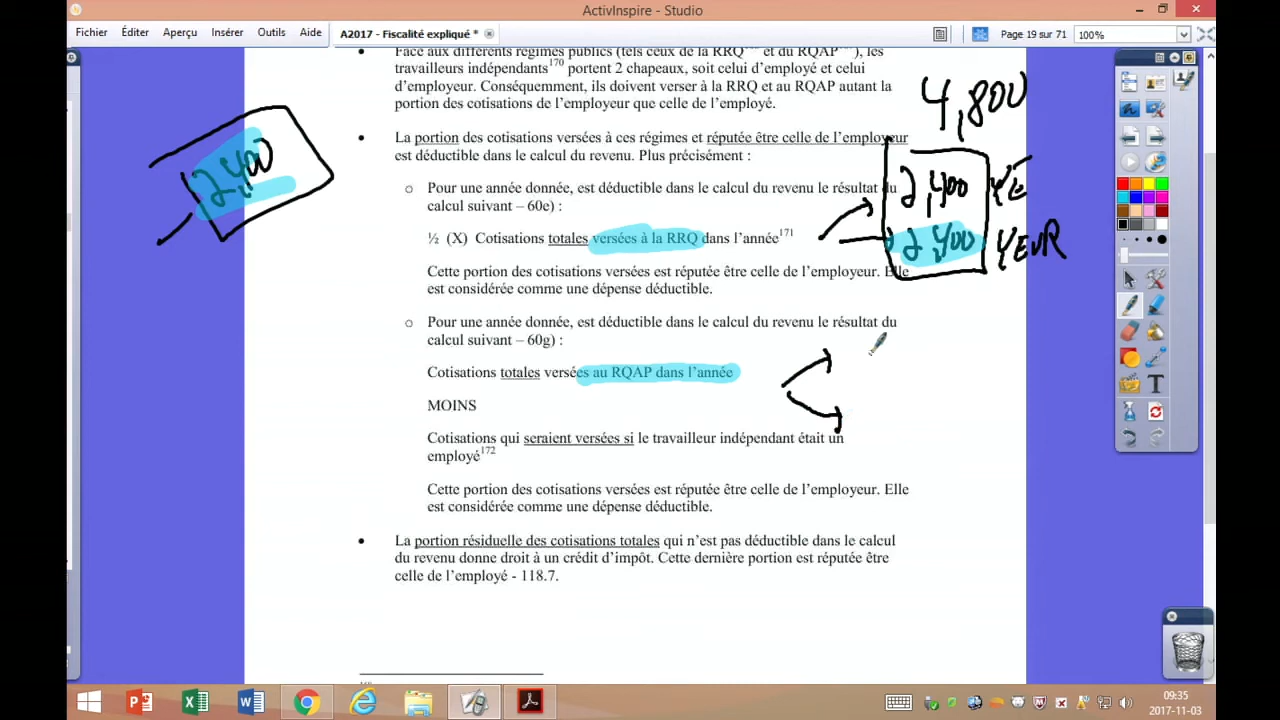 ActivInspire - Studio
Fichier Éditer Aperçu Insérer Outils Aide A2017 - Fiscalité expliqué * Page 19 sur 71 100%
Face aux différents régimes publics (tels ceux de la RRQ et du RQAP), les
travailleurs indépendants170 portent 2 chapeaux, soit celui d'employé et celui
d'employeur. Conséquemment, ils doivent verser à la RRQ et au RQAP autant la
portion des cotisations de l'employeur que celle de l'employé.
4,800
• La portion des cotisations versées à ces régimes et réputée être celle de l'employeur
est déductible dans le calcul du revenu. Plus précisément :
2,400
o Pour une année donnée, est déductible dans le calcul du revenu le résultat du
calcul suivant – 60e) :
2,400 YÉ
½ (X) Cotisations totales versées à la RRQ dans l'année171
2,400 YEUR
Cette portion des cotisations versées est réputée être celle de l'employeur. Elle
est considérée comme une dépense déductible.
o Pour une année donnée, est déductible dans le calcul du revenu le résultat du
calcul suivant – 60g) :
Cotisations totales versées au RQAP dans l'année
MOINS
Cotisations qui seraient versées si le travailleur indépendant était un
employé172
Cette portion des cotisations versées est réputée être celle de l'employeur. Elle
est considérée comme une dépense déductible.
• La portion résiduelle des cotisations totales qui n'est pas déductible dans le calcul
du revenu donne droit à un crédit d'impôt. Cette dernière portion est réputée être
celle de l'employé - 118.7.
09:35
2017-11-03